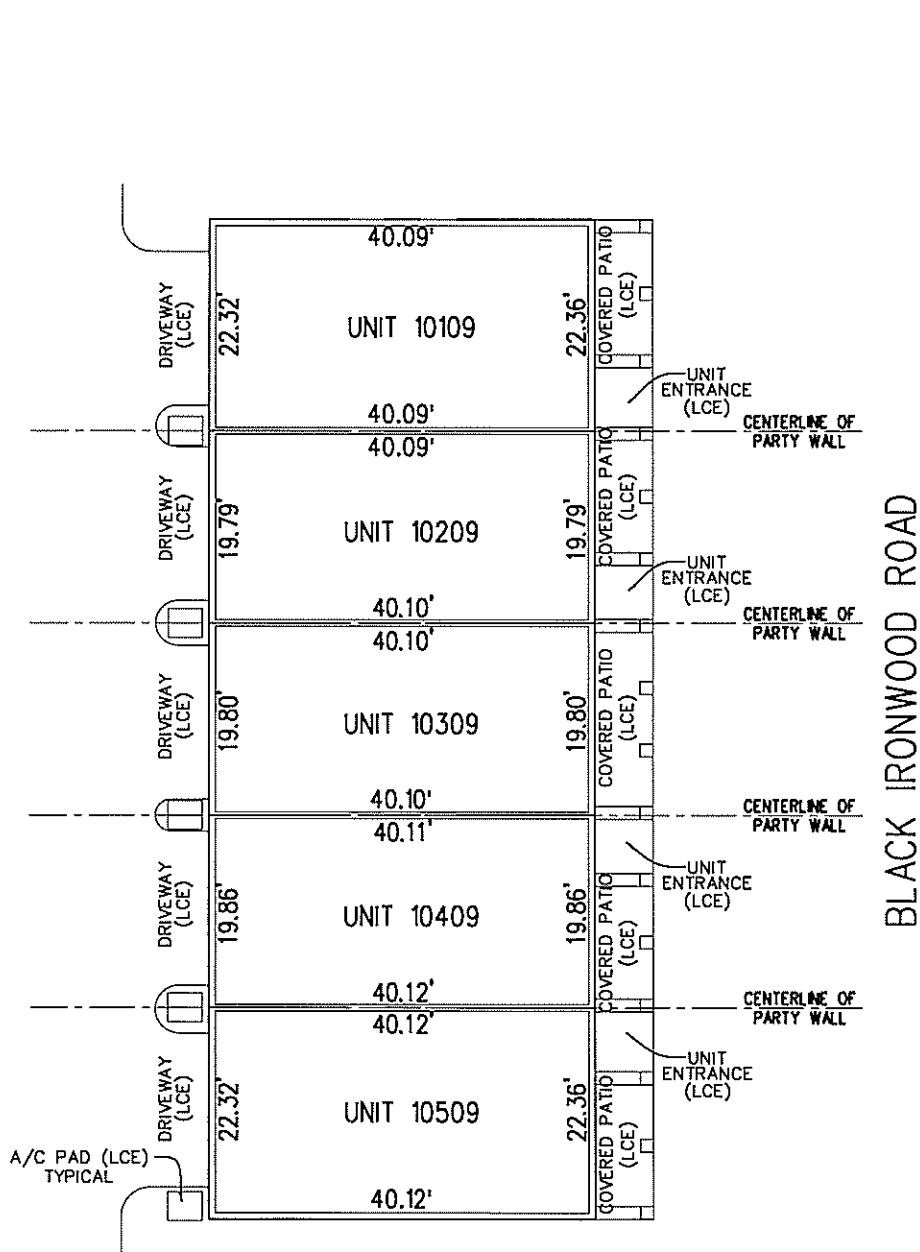 40.09'
DRIVEWAY
(LCE)
22.32'
UNIT 10109
22.36'
COVERED PATIO
(LCE)
UNIT
ENTRANCE
(LCE)
40.09'
CENTERLINE OF
PARTY WALL
40.09'
DRIVEWAY
(LCE)
19.79'
UNIT 10209
19.79'
COVERED PATIO
(LCE)
UNIT
ENTRANCE
(LCE)
40.10'
CENTERLINE OF
PARTY WALL
40.10'
DRIVEWAY
(LCE)
19.80'
UNIT 10309
19.80'
COVERED PATIO
(LCE)
40.10'
CENTERLINE OF
PARTY WALL
40.11'
DRIVEWAY
(LCE)
19.86'
UNIT 10409
19.86'
COVERED PATIO
(LCE)
UNIT
ENTRANCE
(LCE)
40.12'
CENTERLINE OF
PARTY WALL
40.12'
DRIVEWAY
(LCE)
22.32'
UNIT 10509
22.36'
COVERED PATIO
(LCE)
UNIT
ENTRANCE
(LCE)
A/C PAD (LCE)
TYPICAL
40.12'
BLACK IRONWOOD ROAD